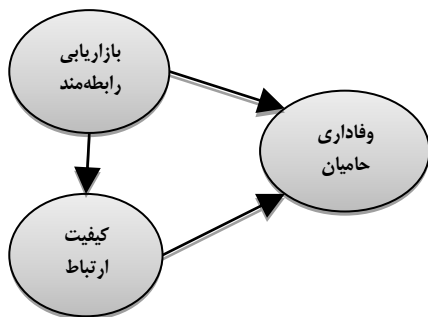 بازاریابی
رابطه‌مند
وفاداری
حامیان
کیفیت
ارتباط